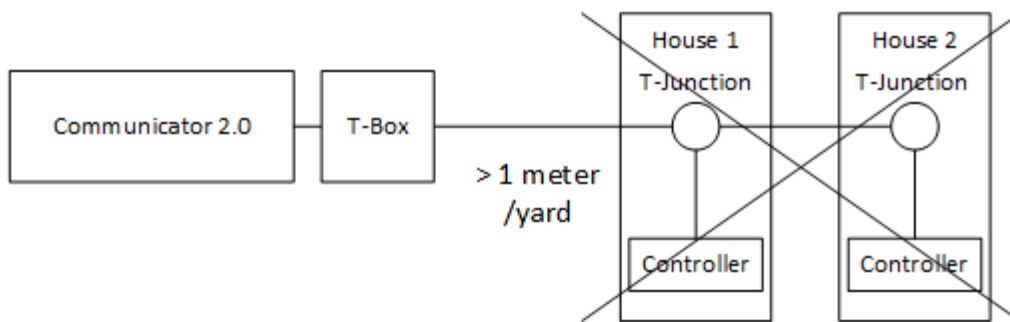 House 1
House 2
T-Junction
T-Junction
Communicator 2.0
T-Box
> 1 meter
/yard
Controller
Controller